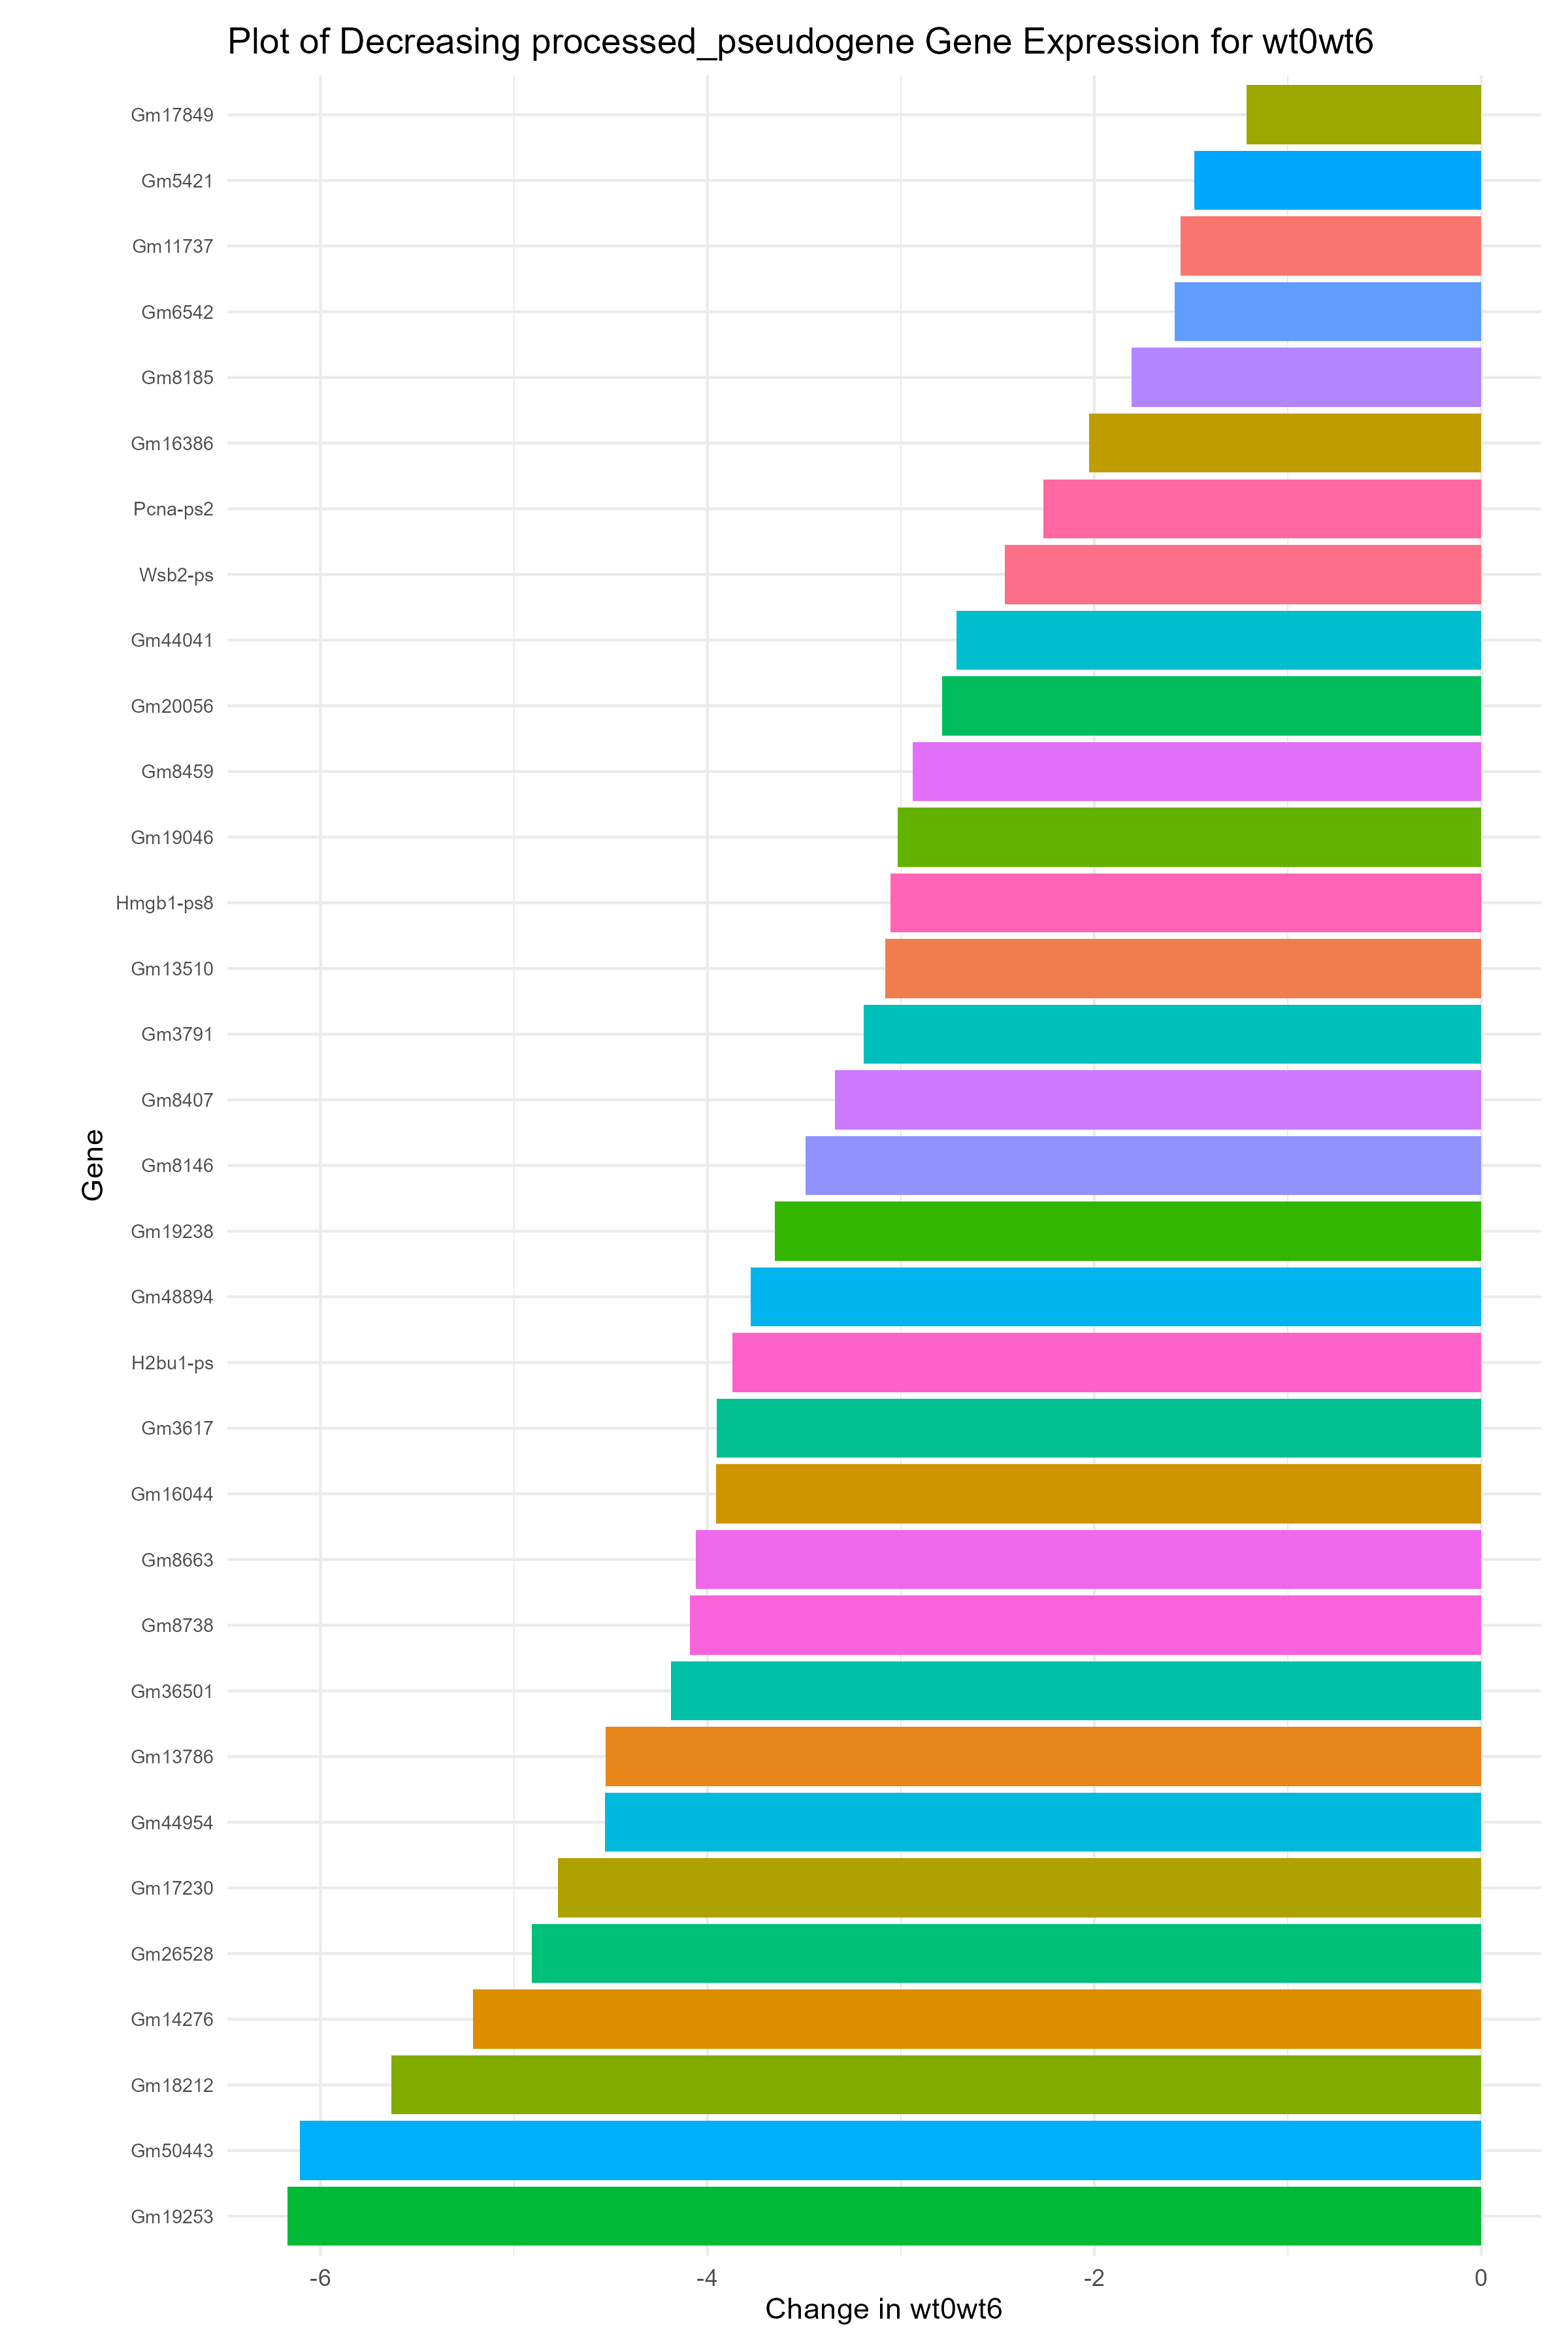 Plot of Decreasing processed_pseudogene Gene Expression for wt0wt6
Gm17849
Gm5421
Gm11737
Gm6542
Gm8185
Gm16386
Pcna-ps2
Wsb2-ps
Gm44041
Gm20056
Gm8459
Gm19046
Hmgb1-ps8
Gm13510
Gm3791
Gm8407
Gm8146
Gm19238
Gm48894
H2bu1-ps
Gm3617
Gm16044
Gm8663
Gm8738
Gm36501
Gm13786
Gm44954
Gm17230
Gm26528
Gm14276
Gm18212
Gm50443
Gm19253
Gene
-6 -4 -2 0
Change in wt0wt6